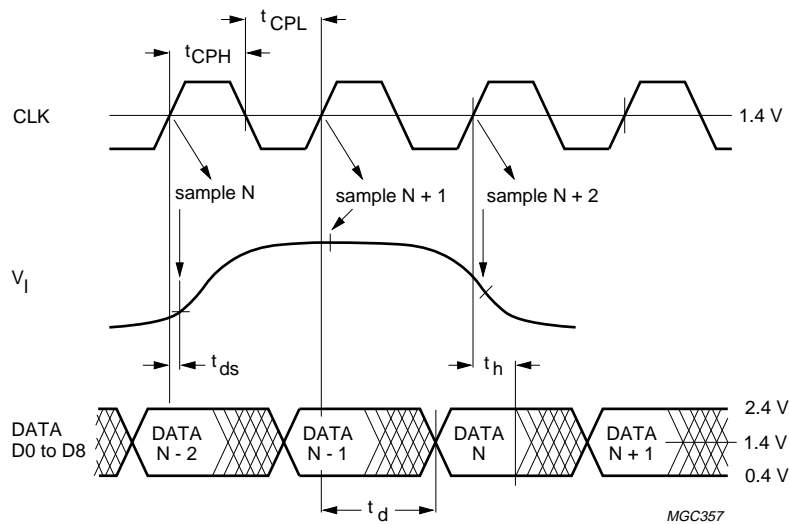 t CPL
t CPH
CLK
1.4 V
sample N
sample N + 1
sample N + 2
V I
t ds
t h
DATA
D0 to D8
DATA
N - 2
DATA
N - 1
DATA
N
DATA
N + 1
2.4 V
1.4 V
0.4 V
t d
MGC357